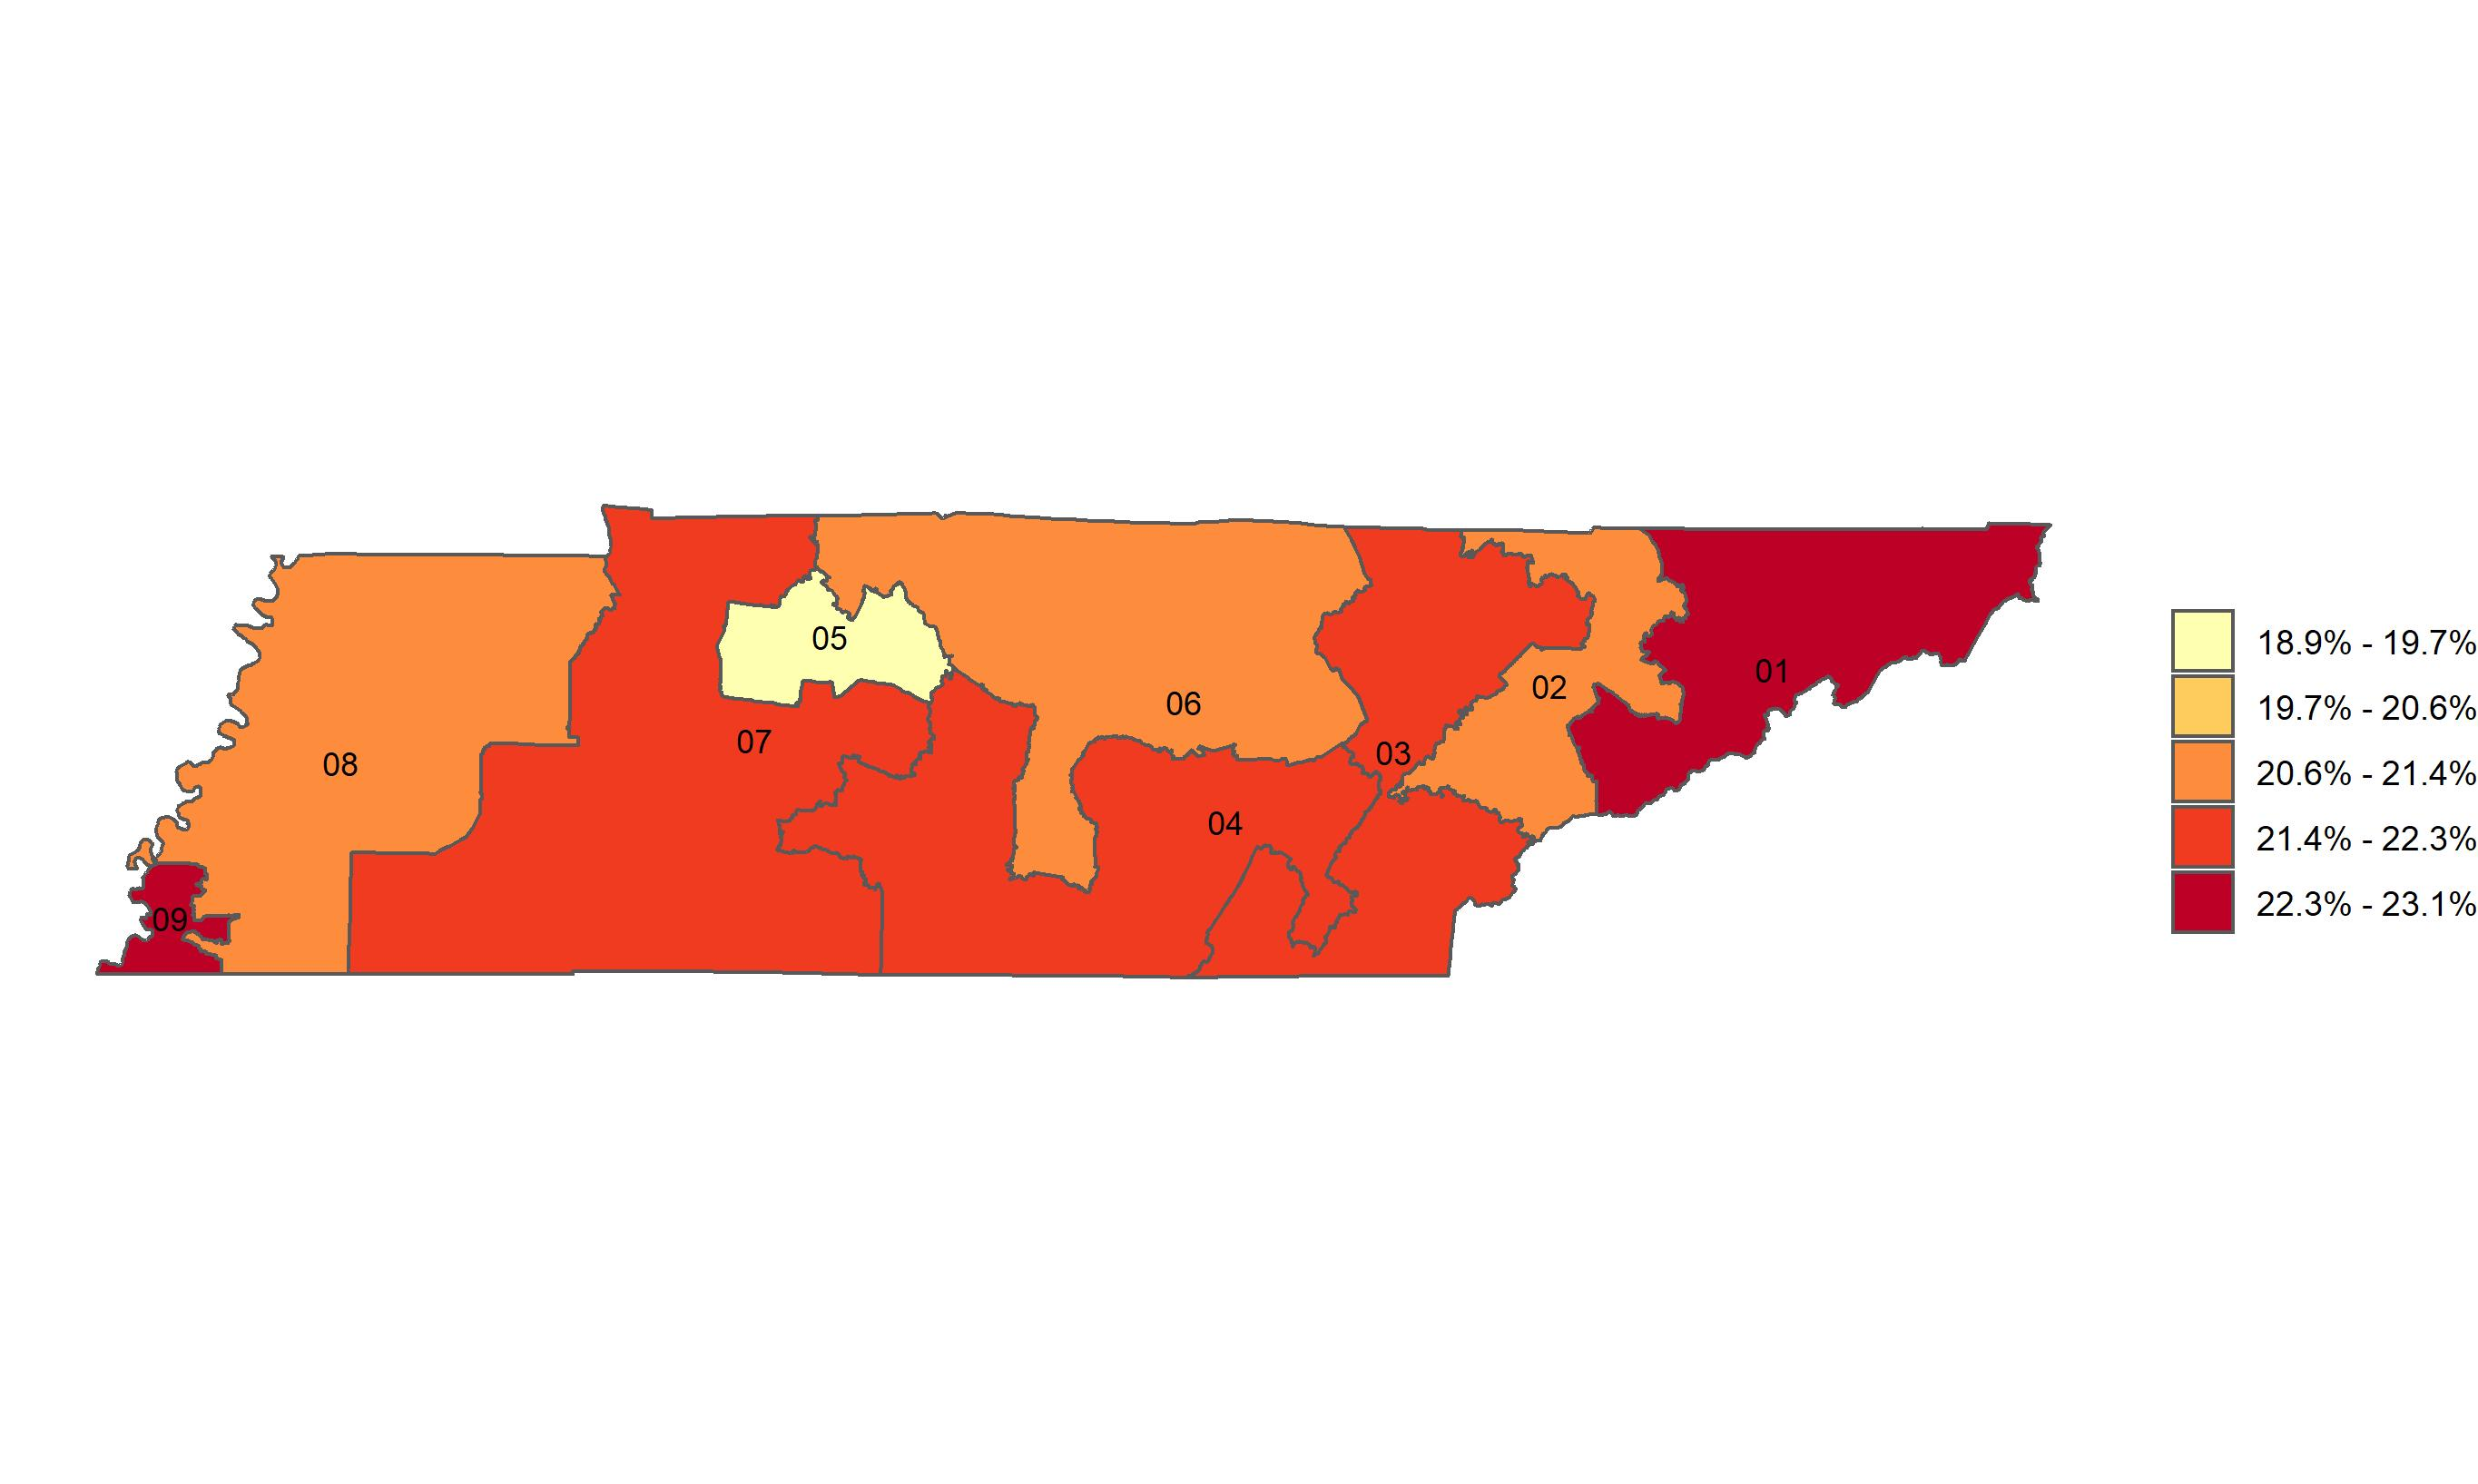 05
01
02
06
07
03
08
04
09
18.9% - 19.7%
19.7% - 20.6%
20.6% - 21.4%
21.4% - 22.3%
22.3% - 23.1%